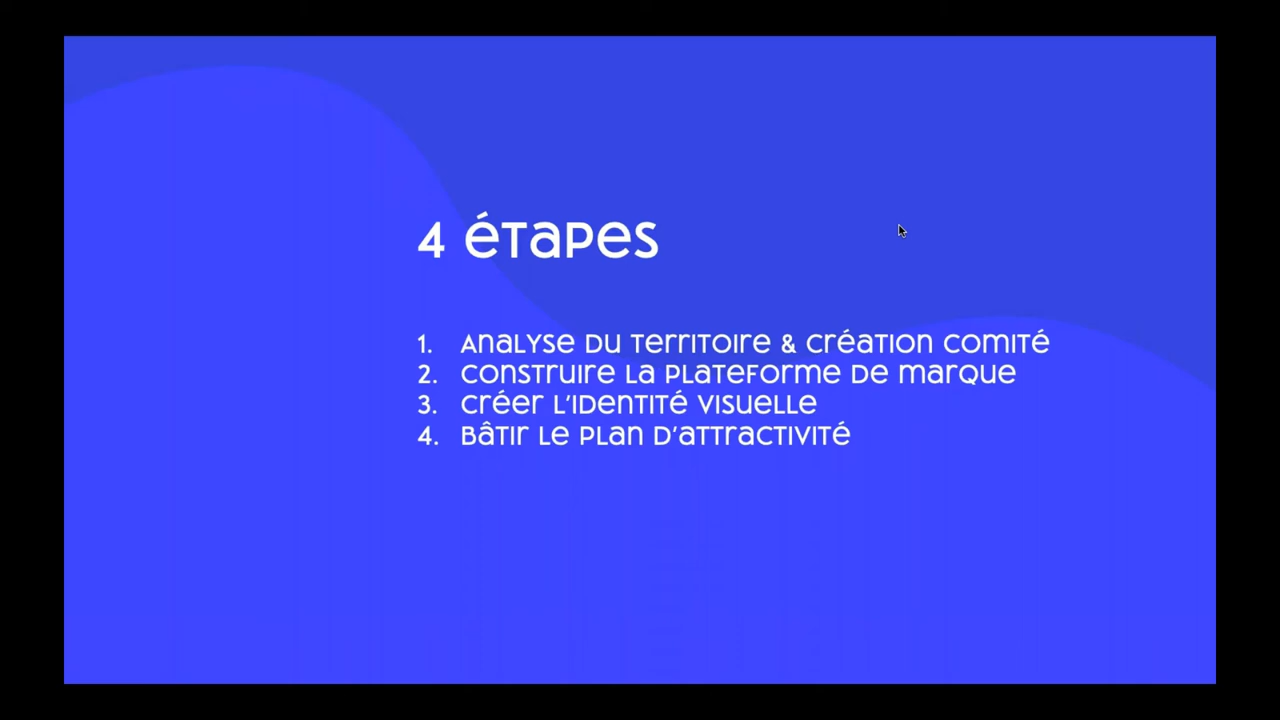 4 étapes
1. Analyse du territoire & création comité
2. Construire la plateforme de marque
3. Créer l'identité visuelle
4. Bâtir le plan d'attractivité